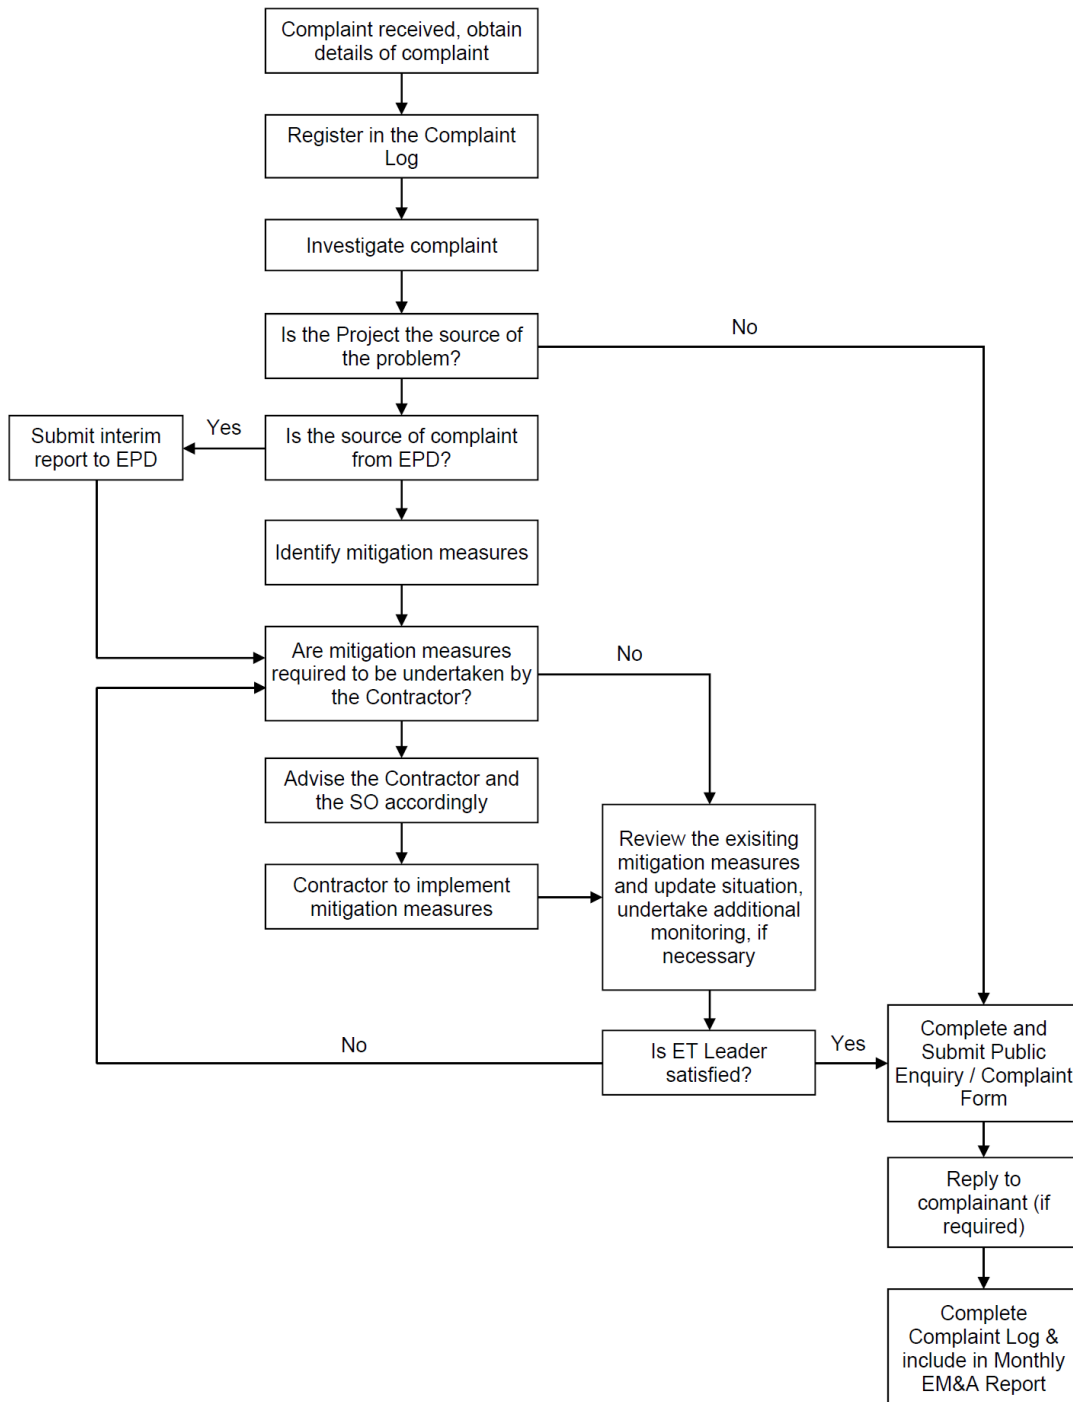 Complaint received, obtain
details of complaint
Register in the Complaint
Log
Investigate complaint
Is the Project the source of
the problem?
No
Submit interim
report to EPD
Yes
Is the source of complaint
from EPD?
Identify mitigation measures
Are mitigation measures
required to be undertaken by
the Contractor?
No
Advise the Contractor and
the SO accordingly
Contractor to implement
mitigation measures
Review the exisiting
mitigation measures
and update situation,
undertake additional
monitoring, if
necessary
No
Is ET Leader
satisfied?
Yes
Complete and
Submit Public
Enquiry / Complaint
Form
Reply to
complainant (if
required)
Complete
Complaint Log &
include in Monthly
EM&A Report